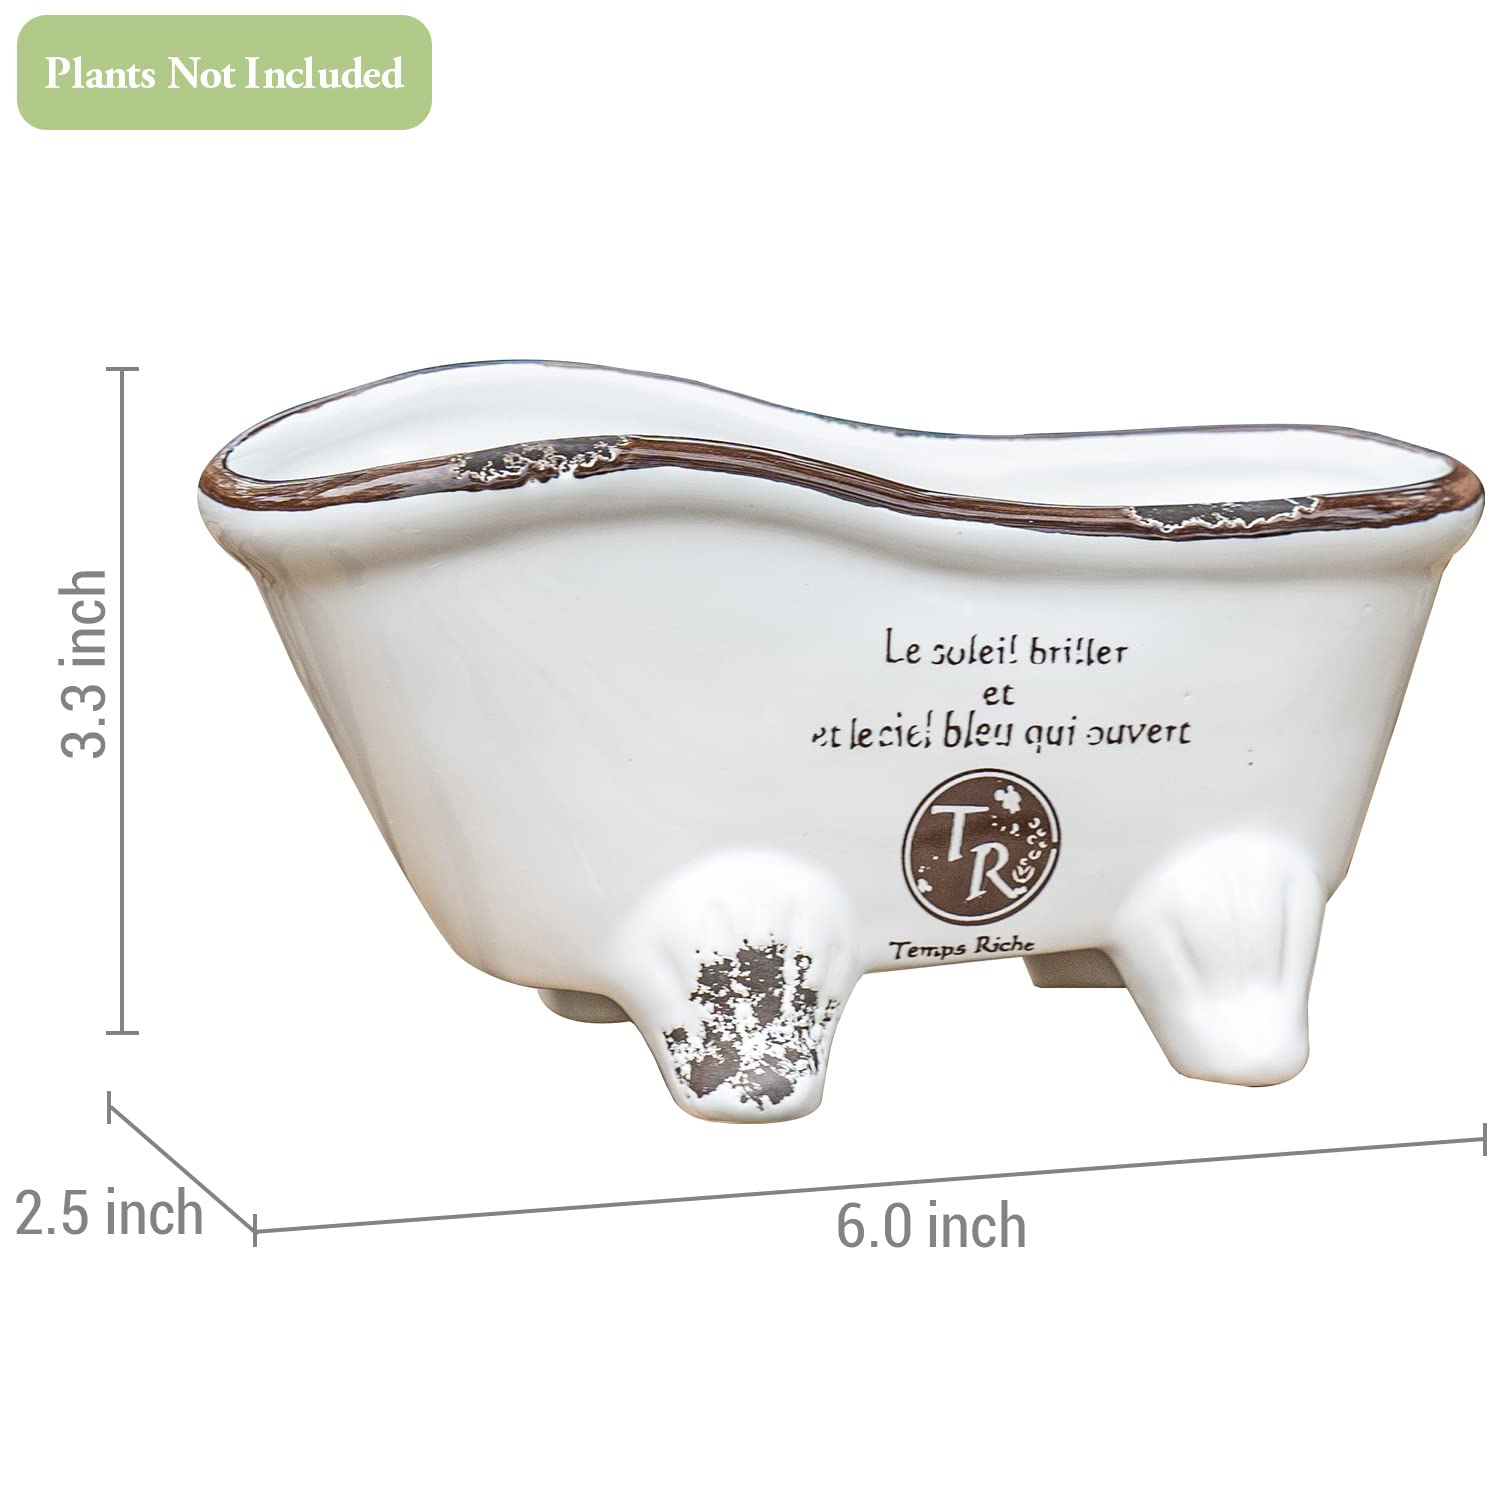 Plants Not Included
3.3 inch
Le soleil briller
et
et le ciel bleu qui ouvert
T
R
Temps Riche
2.5 inch
6.0 inch